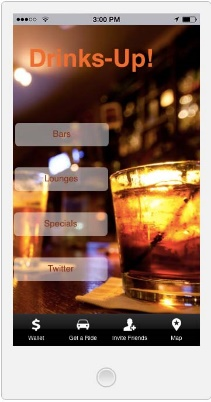 3:00 PM
Drinks-Up!
Bars
Lounges
Specials
Twitter
Wallet Get a Ride Invite Friends Map